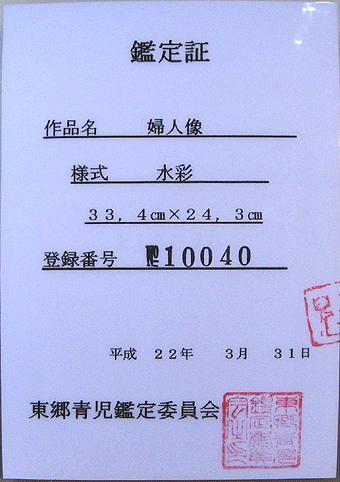 鑑定証
作品名 婦人像
様式 水彩
33,4㎝×24,3㎝
登録番号 №10040
平成 22年 3月 31日
東郷青児鑑定委員会